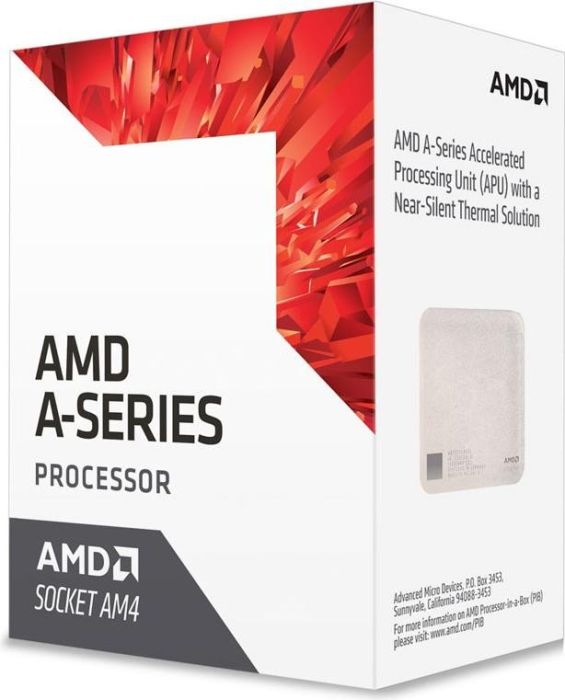 AMD
A-SERIES
PROCESSOR
AMD
SOCKET AM4
AMD
AMD A-Series Accelerated
Processing Unit (APU) with a
Near-Silent Thermal Solution
AMD
Advanced Micro Devices, P.O. Box 3453,
Sunnyvale, California 94088-3453
For more information on AMD Processor-in-a-Box (PIB)
please visit: www.amd.com/PIB